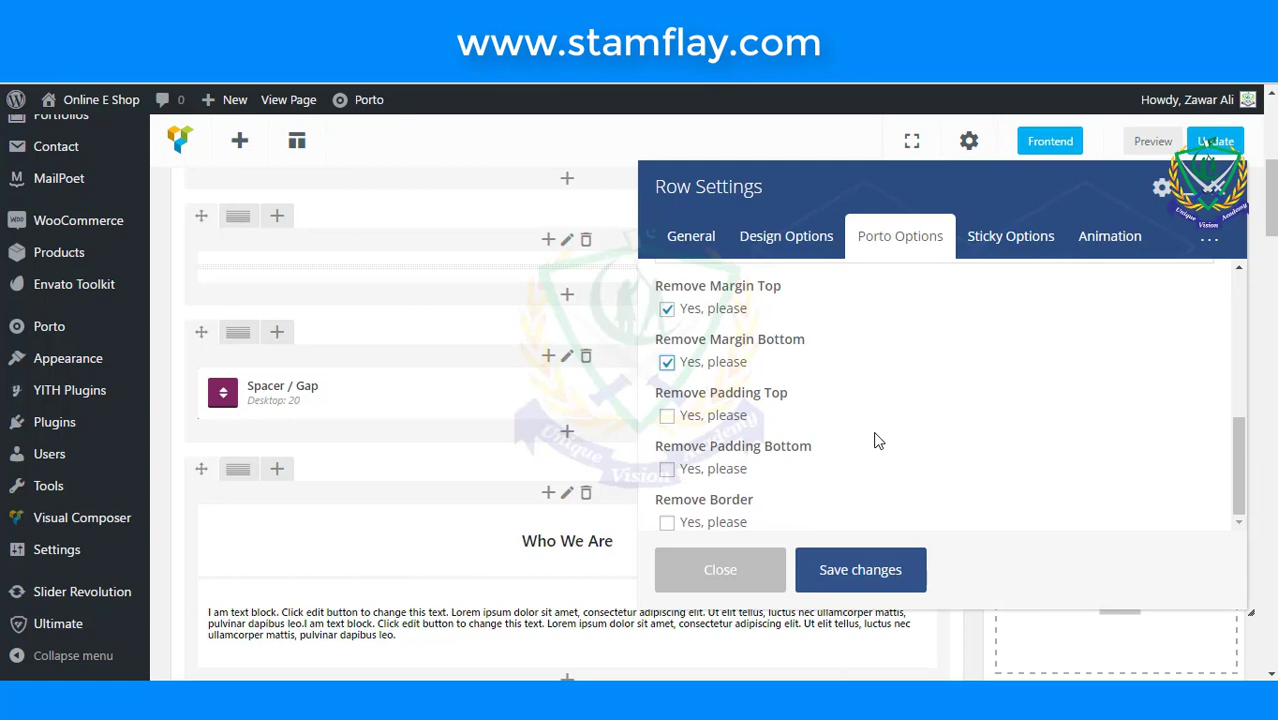 www.stamflay.com
Online E Shop 0 New View Page Porto Howdy, Zawar Ali
Portfolios
Contact
MailPoet
WooCommerce
Products
Envato Toolkit
Porto
Appearance
YITH Plugins
Plugins
Users
Tools
Visual Composer
Settings
Slider Revolution
Ultimate
Collapse menu
Frontend Preview Update
Row Settings
General Design Options Porto Options Sticky Options Animation ...
Remove Margin Top
Yes, please
Remove Margin Bottom
Yes, please
Remove Padding Top
Yes, please
Remove Padding Bottom
Yes, please
Remove Border
Yes, please
Close Save changes
Spacer / Gap
Desktop: 20
Who We Are
I am text block. Click edit button to change this text. Lorem ipsum dolor sit amet, consectetur adipiscing elit. Ut elit tellus, luctus nec ullamcorper mattis,
pulvinar dapibus leo.I am text block. Click edit button to change this text. Lorem ipsum dolor sit amet, consectetur adipiscing elit. Ut elit tellus, luctus nec
ullamcorper mattis, pulvinar dapibus leo.
Unique Vision Academy
Unique Vision Academy